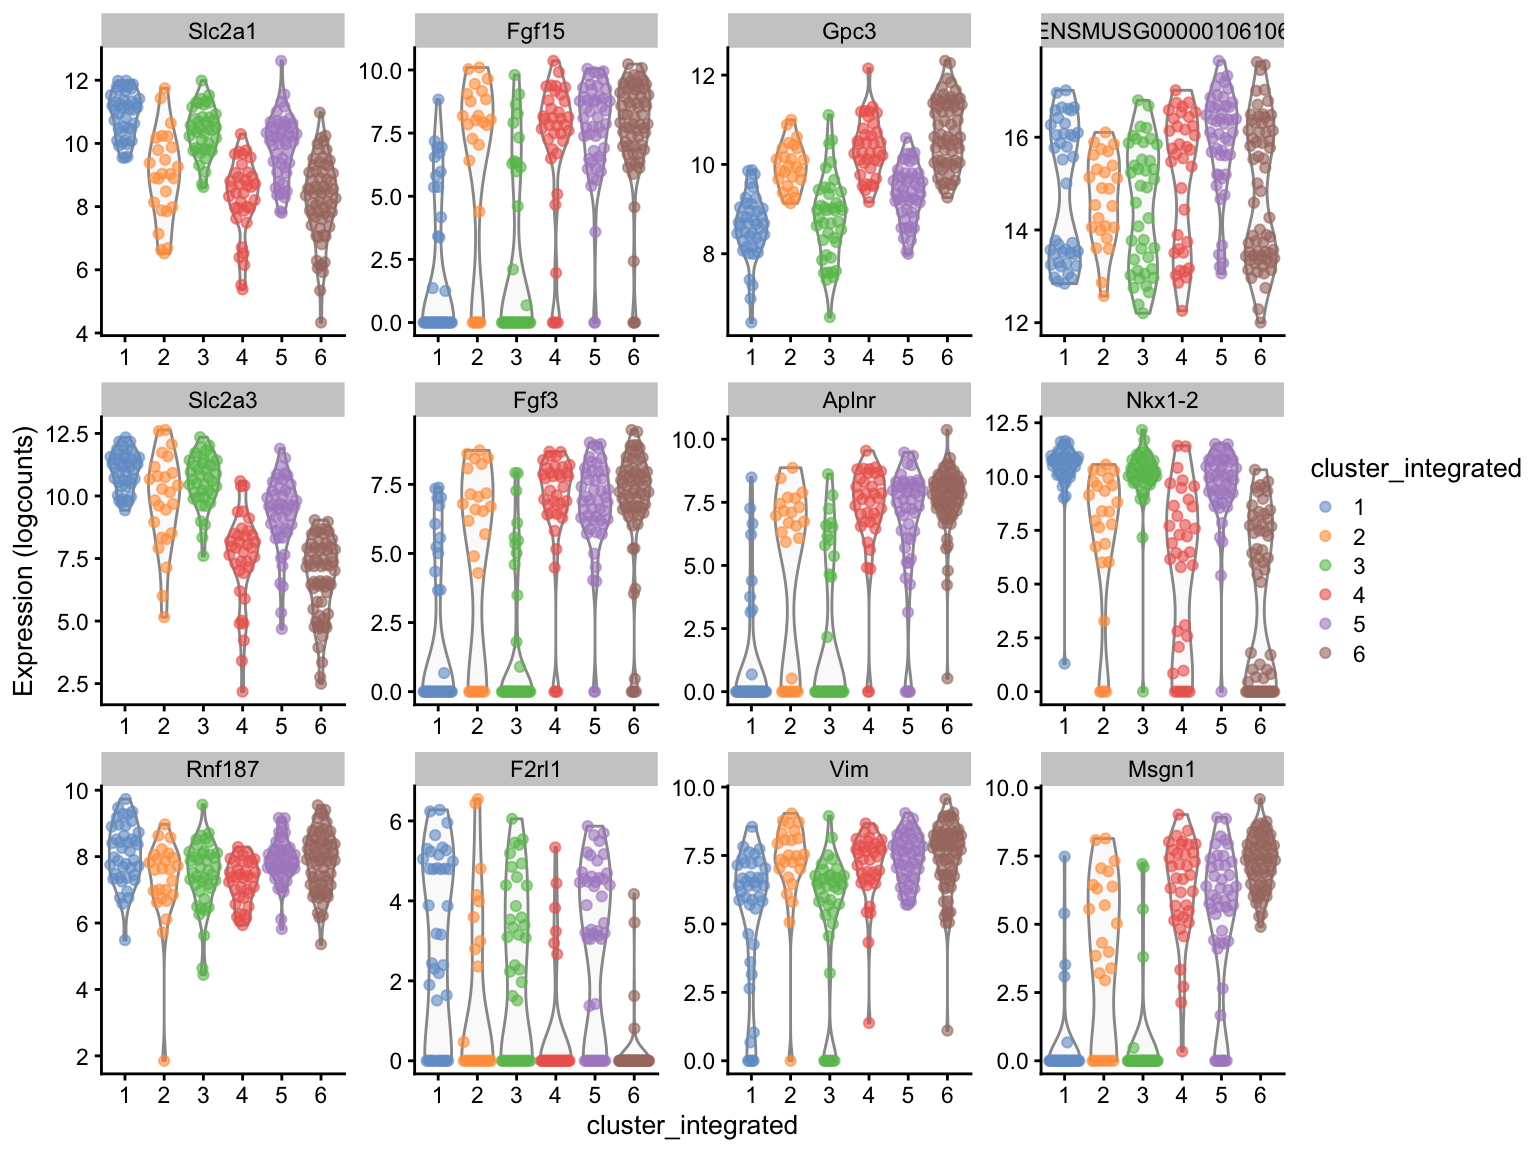 Slc2a1 Fgf15 Gpc3 ENSMUSG00000106106
12 10.0 12 16
10 7.5 10 14
8 5.0 8 12
6 2.5
4 0.0
1 2 3 4 5 6 1 2 3 4 5 6 1 2 3 4 5 6 1 2 3 4 5 6
Slc2a3 Fgf3 Aplnr Nkx1-2
12.5 7.5 10.0 12.5
10.0 5.0 7.5 10.0
7.5 2.5 5.0 7.5
5.0 0.0 2.5 5.0
2.5 0.0 2.5
0.0
1 2 3 4 5 6 1 2 3 4 5 6 1 2 3 4 5 6 1 2 3 4 5 6
Rnf187 F2rl1 Vim Msgn1
10 6 10.0 10.0
8 4 7.5 7.5
6 2 5.0 5.0
4 0 2.5 2.5
2 0.0 0.0
1 2 3 4 5 6 1 2 3 4 5 6 1 2 3 4 5 6 1 2 3 4 5 6
Expression (logcounts)
cluster_integrated
cluster_integrated
1
2
3
4
5
6